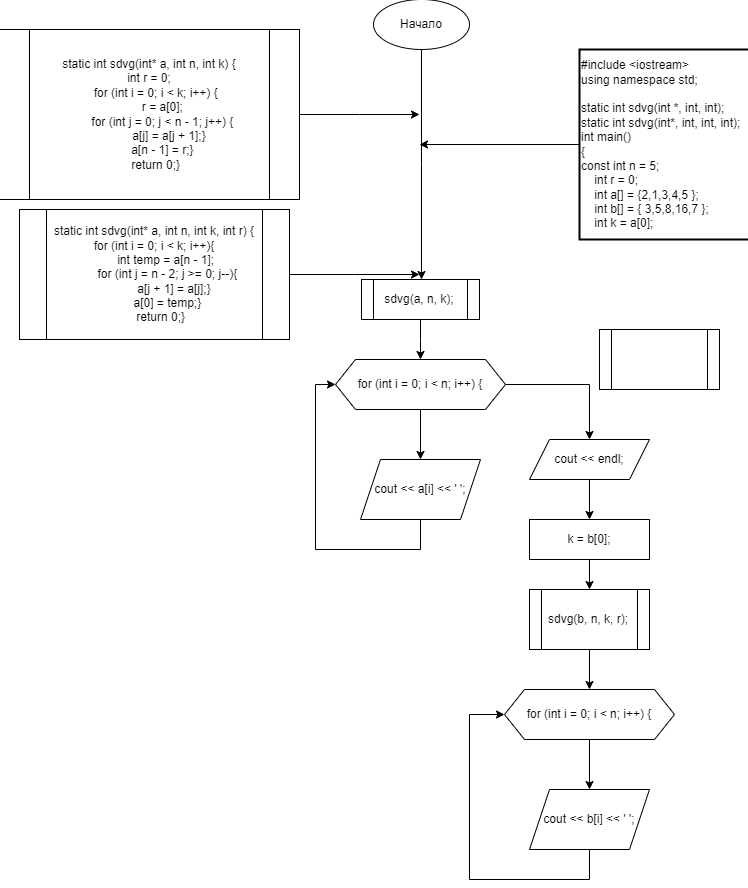 Начало
static int sdvg(int* a, int n, int k) {
int r = 0;
for (int i = 0; i < k; i++) {
r = a[0];
for (int j = 0; j < n - 1; j++) {
a[j] = a[j + 1];}
a[n - 1] = r;}
return 0;}
#include <iostream>
using namespace std;
static int sdvg(int *, int, int);
static int sdvg(int*, int, int, int);
int main()
{
const int n = 5;
int r = 0;
int a[] = {2,1,3,4,5 };
int b[] = { 3,5,8,16,7 };
int k = a[0];
static int sdvg(int* a, int n, int k, int r) {
for (int i = 0; i < k; i++){
int temp = a[n - 1];
for (int j = n - 2; j >= 0; j--){
a[j + 1] = a[j];}
a[0] = temp;}
return 0;}
sdvg(a, n, k);
for (int i = 0; i < n; i++) {
cout << a[i] << ' ';
cout << endl;
k = b[0];
sdvg(b, n, k, r);
for (int i = 0; i < n; i++) {
cout << b[i] << ' ';